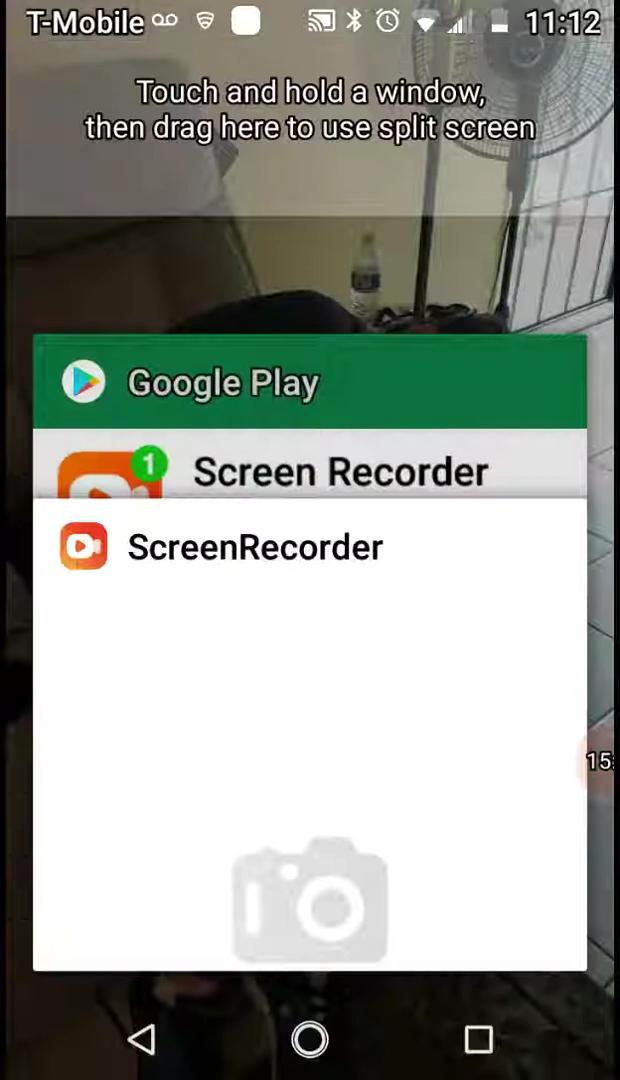 T-Mobile 11:12
Touch and hold a window,
then drag here to use split screen
Google Play
1
Screen Recorder
ScreenRecorder
15: